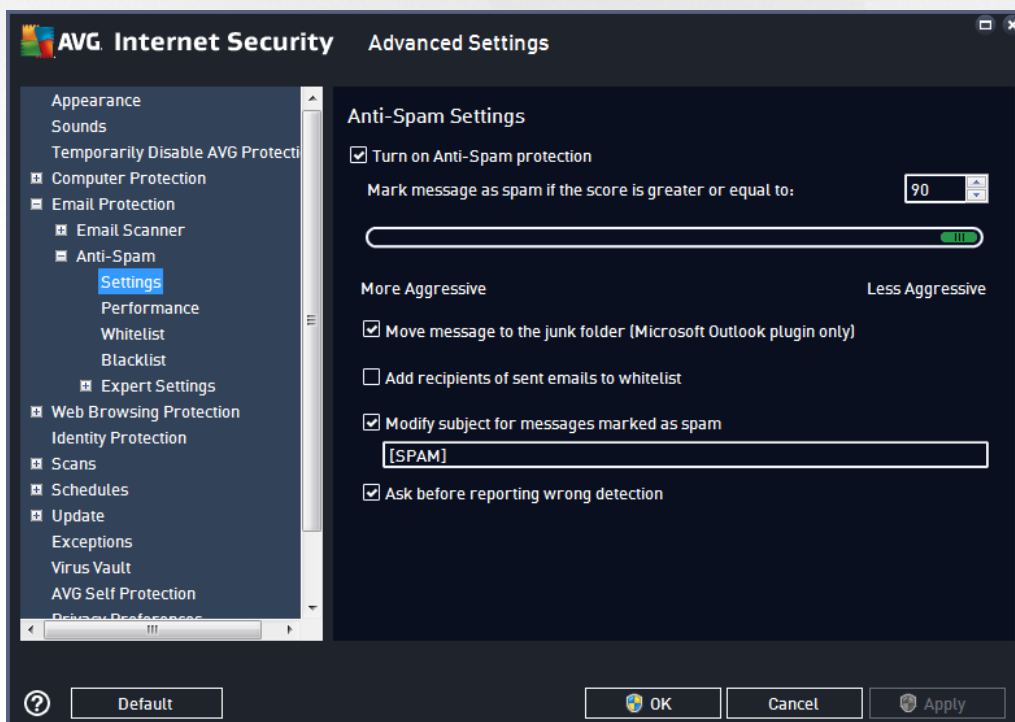 AVG. Internet Security Advanced Settings
Appearance
Sounds
Temporarily Disable AVG Protecti
Computer Protection
Email Protection
Email Scanner
Anti-Spam
Settings
Performance
Whitelist
Blacklist
Expert Settings
Web Browsing Protection
Identity Protection
Scans
Schedules
Update
Exceptions
Virus Vault
AVG Self Protection
Privacy Preferences
Anti-Spam Settings
Turn on Anti-Spam protection
Mark message as spam if the score is greater or equal to: 90
More Aggressive Less Aggressive
Move message to the junk folder (Microsoft Outlook plugin only)
Add recipients of sent emails to whitelist
Modify subject for messages marked as spam
[SPAM]
Ask before reporting wrong detection
? Default OK Cancel Apply